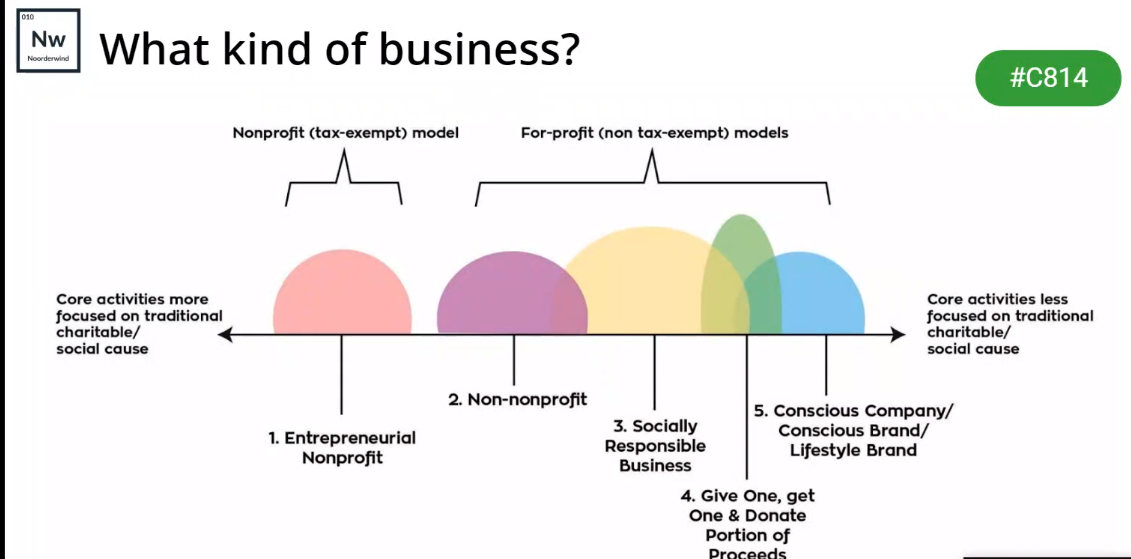 010
Nw
Noorderwind
What kind of business?
#C814
Nonprofit (tax-exempt) model
For-profit (non tax-exempt) models
Core activities more
focused on traditional
charitable/
social cause
Core activities less
focused on traditional
charitable/
social cause
1. Entrepreneurial
Nonprofit
2. Non-nonprofit
3. Socially
Responsible
Business
4. Give One, get
One & Donate
Portion of
Proceeds
5. Conscious Company/
Conscious Brand/
Lifestyle Brand